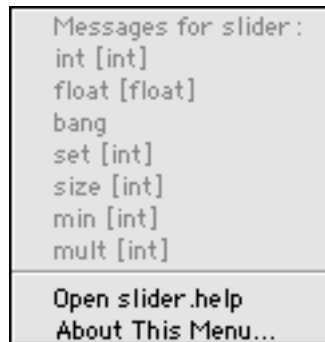 Messages for slider:
int [int]
float [float]
bang
set [int]
size [int]
min [int]
mult [int]
Open slider.help
About This Menu...